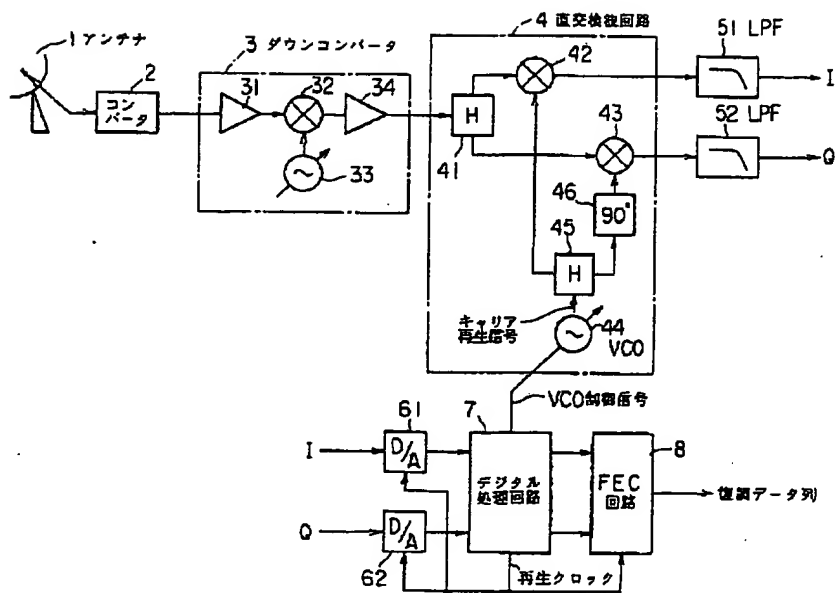 1 アンテナ
2
コン
バータ
3 ダウンコンバータ
31
32
34
33
4 直交検波回路
42
H
41
43
46
90°
45
H
キャリア
再生信号
44
VCO
51 LPF
I
52 LPF
Q
VCO制御信号
I
61
D/A
Q
D/A
62
7
デジタル
処理回路
再生クロック
8
FEC
回路
復調データ列